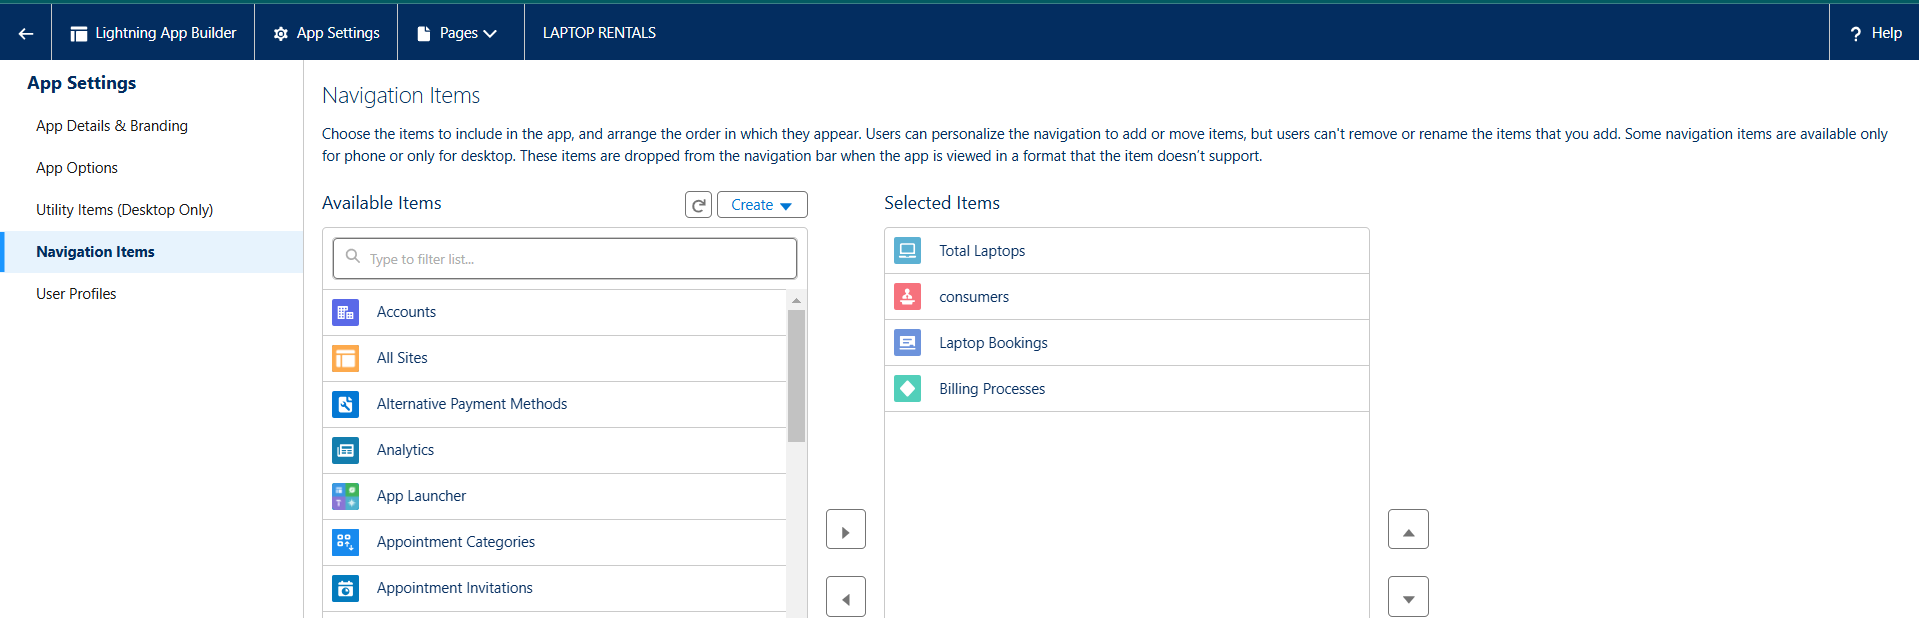 Lightning App Builder
App Settings
Pages
LAPTOP RENTALS
? Help
App Settings
App Details & Branding
App Options
Utility Items (Desktop Only)
Navigation Items
User Profiles
Navigation Items
Choose the items to include in the app, and arrange the order in which they appear. Users can personalize the navigation to add or move items, but users can't remove or rename the items that you add. Some navigation items are available only
for phone or only for desktop. These items are dropped from the navigation bar when the app is viewed in a format that the item doesn't support.
Available Items
Create
Type to filter list...
Accounts
All Sites
Alternative Payment Methods
Analytics
App Launcher
Appointment Categories
Appointment Invitations
Selected Items
Total Laptops
consumers
Laptop Bookings
Billing Processes